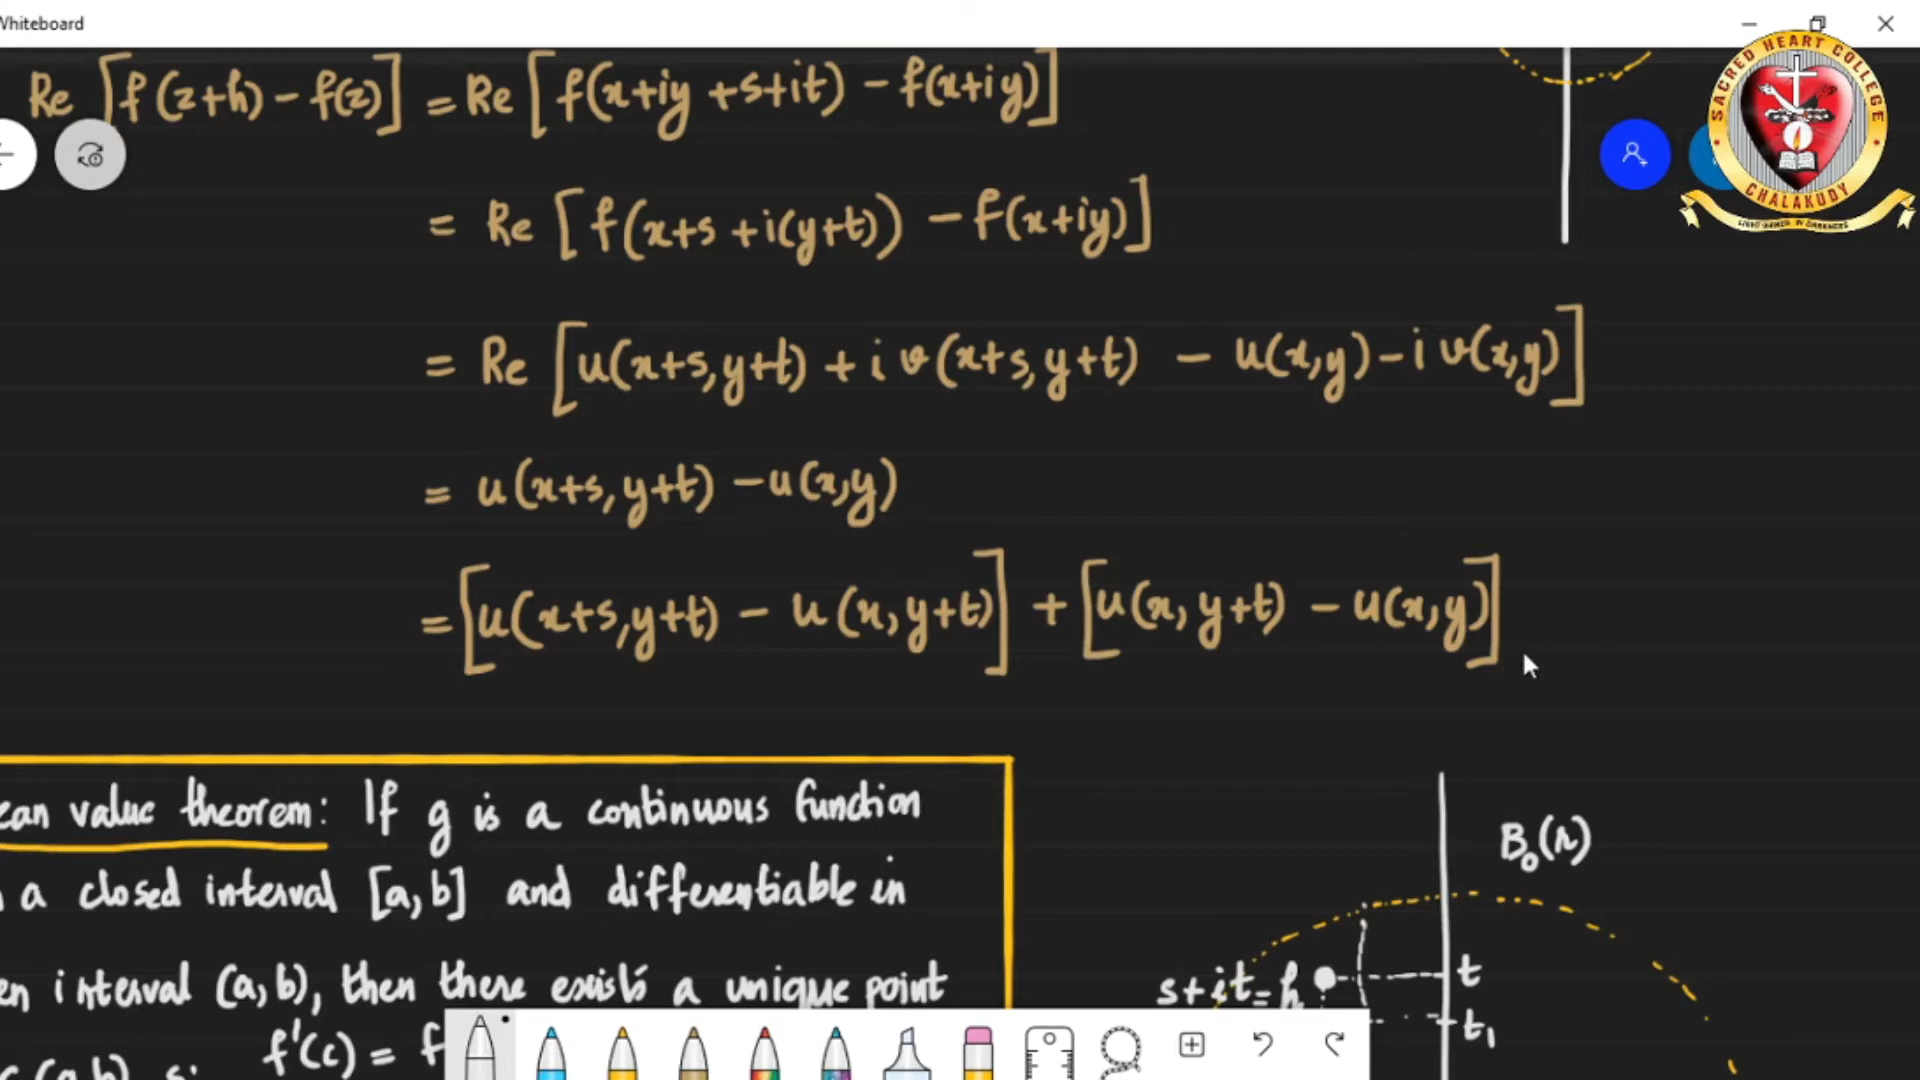 Whiteboard
Re [f(z+h) - f(z)] = Re [f(x+iy +s+it) - f(x+iy)]
= Re [f(x+s +i(y+t)) - f(x+iy)]
= Re [u(x+s,y+t) + i v(x+s,y+t) - u(x,y) - i v(x,y)]
= u(x+s,y+t) - u(x,y)
= [u(x+s,y+t) - u(x,y+t)] + [u(x,y+t) - u(x,y)]
ean value theorem: If g is a continuous function
a closed interval [a,b] and differentiable in
en interval (a,b), then there exists a unique point
f'(c) = f
(a,b)
B₀(r)
s+it=h
t
t₁
SACRED HEART COLLEGE
CHALAKUDY